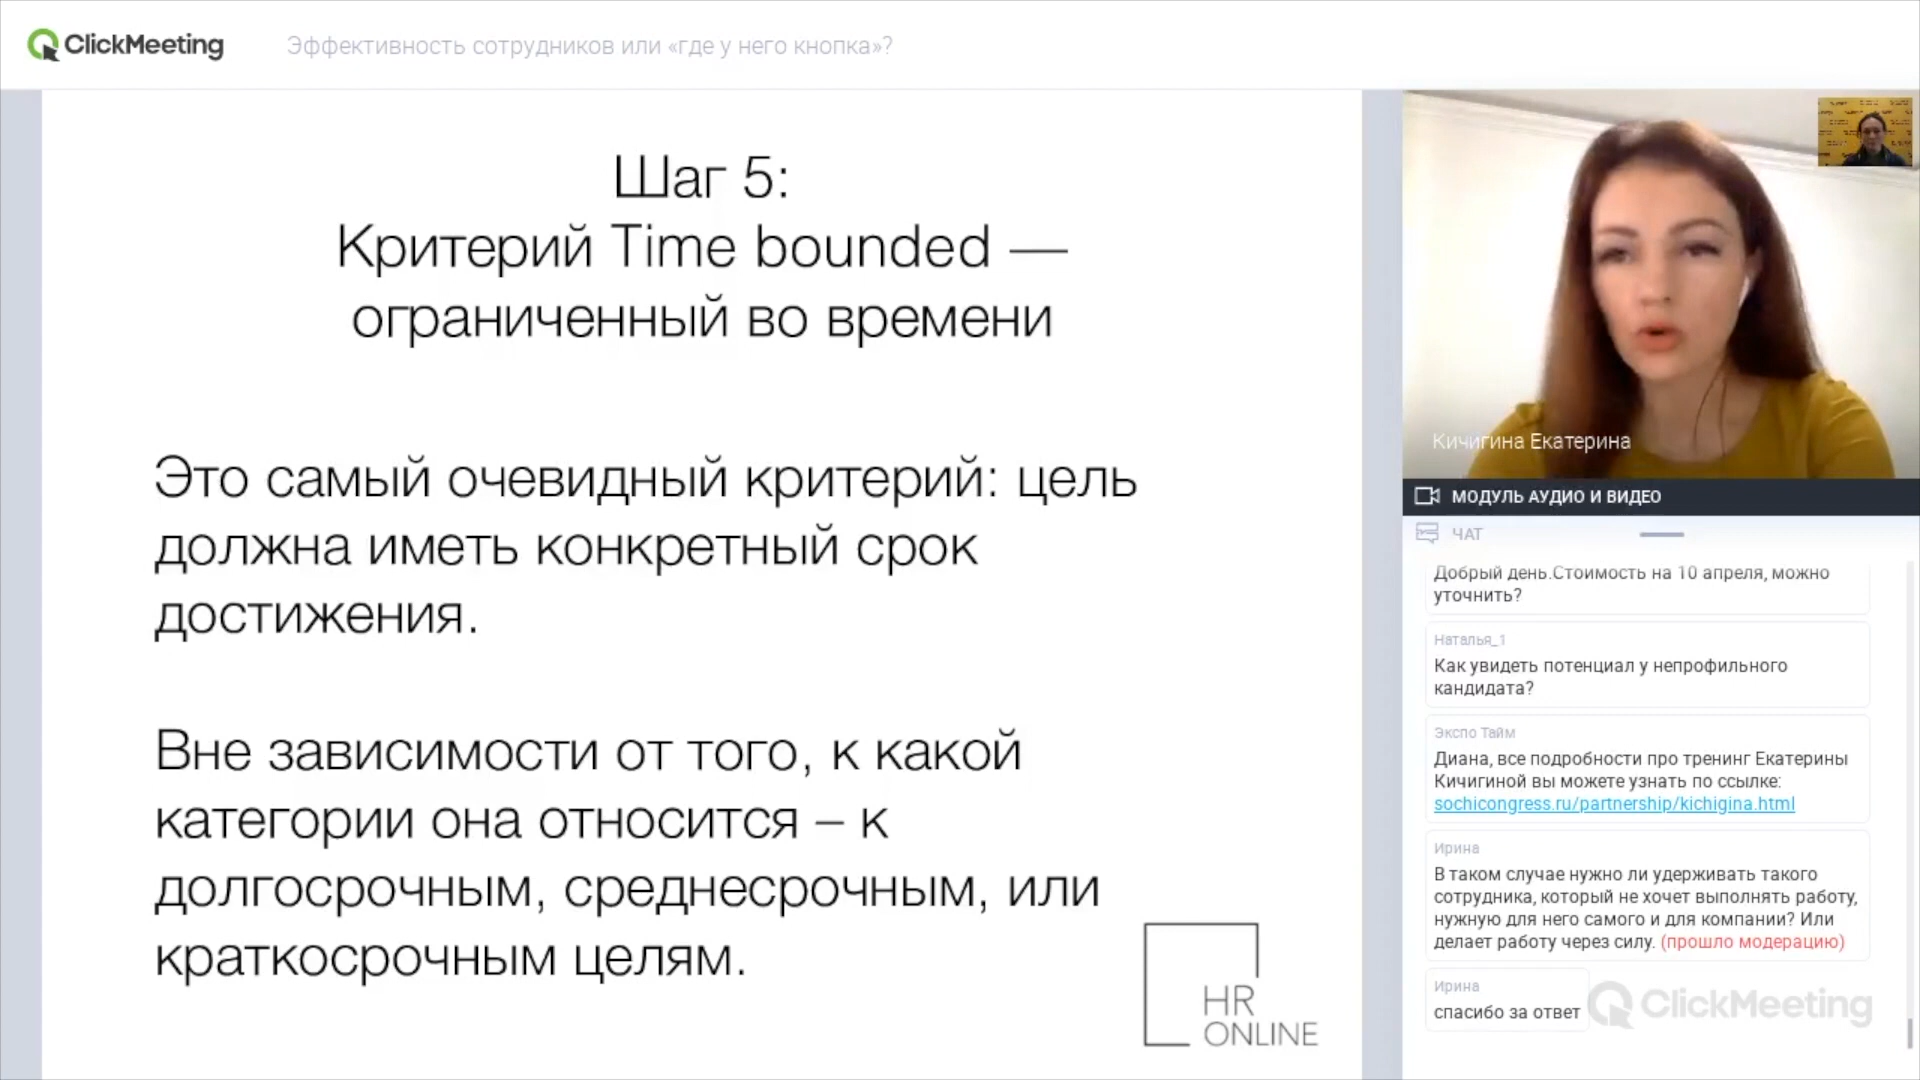 ClickMeeting
Эффективность сотрудников или «где у него кнопка»?
Шаг 5:
Критерий Time bounded —
ограниченный во времени
Это самый очевидный критерий: цель
должна иметь конкретный срок
достижения.
Вне зависимости от того, к какой
категории она относится – к
долгосрочным, среднесрочным, или
краткосрочным целям.
HR
ONLINE
Кичигина Екатерина
МОДУЛЬ АУДИО И ВИДЕО
ЧАТ
Добрый день.Стоимость на 10 апреля, можно
уточнить?
Наталья_1
Как увидеть потенциал у непрофильного
кандидата?
Экспо Тайм
Диана, все подробности про тренинг Екатерины
Кичигиной вы можете узнать по ссылке:
sochicongress.ru/partnership/kichigina.html
Ирина
В таком случае нужно ли удерживать такого
сотрудника, который не хочет выполнять работу,
нужную для него самого и для компании? Или
делает работу через силу. (прошло модерацию)
Ирина
спасибо за ответ
ClickMeeting